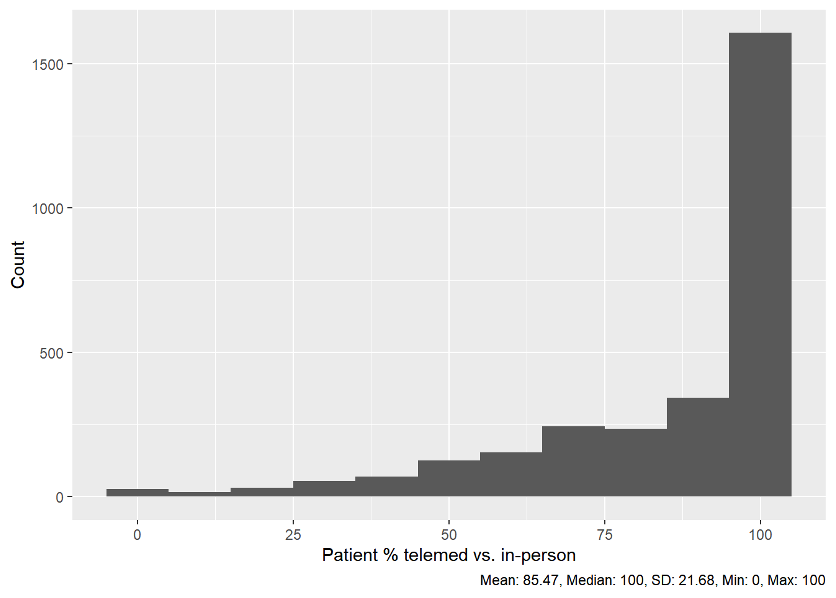 1500
1000
500
0
Count
0 25 50 75 100
Patient % telemed vs. in-person
Mean: 85.47, Median: 100, SD: 21.68, Min: 0, Max: 100